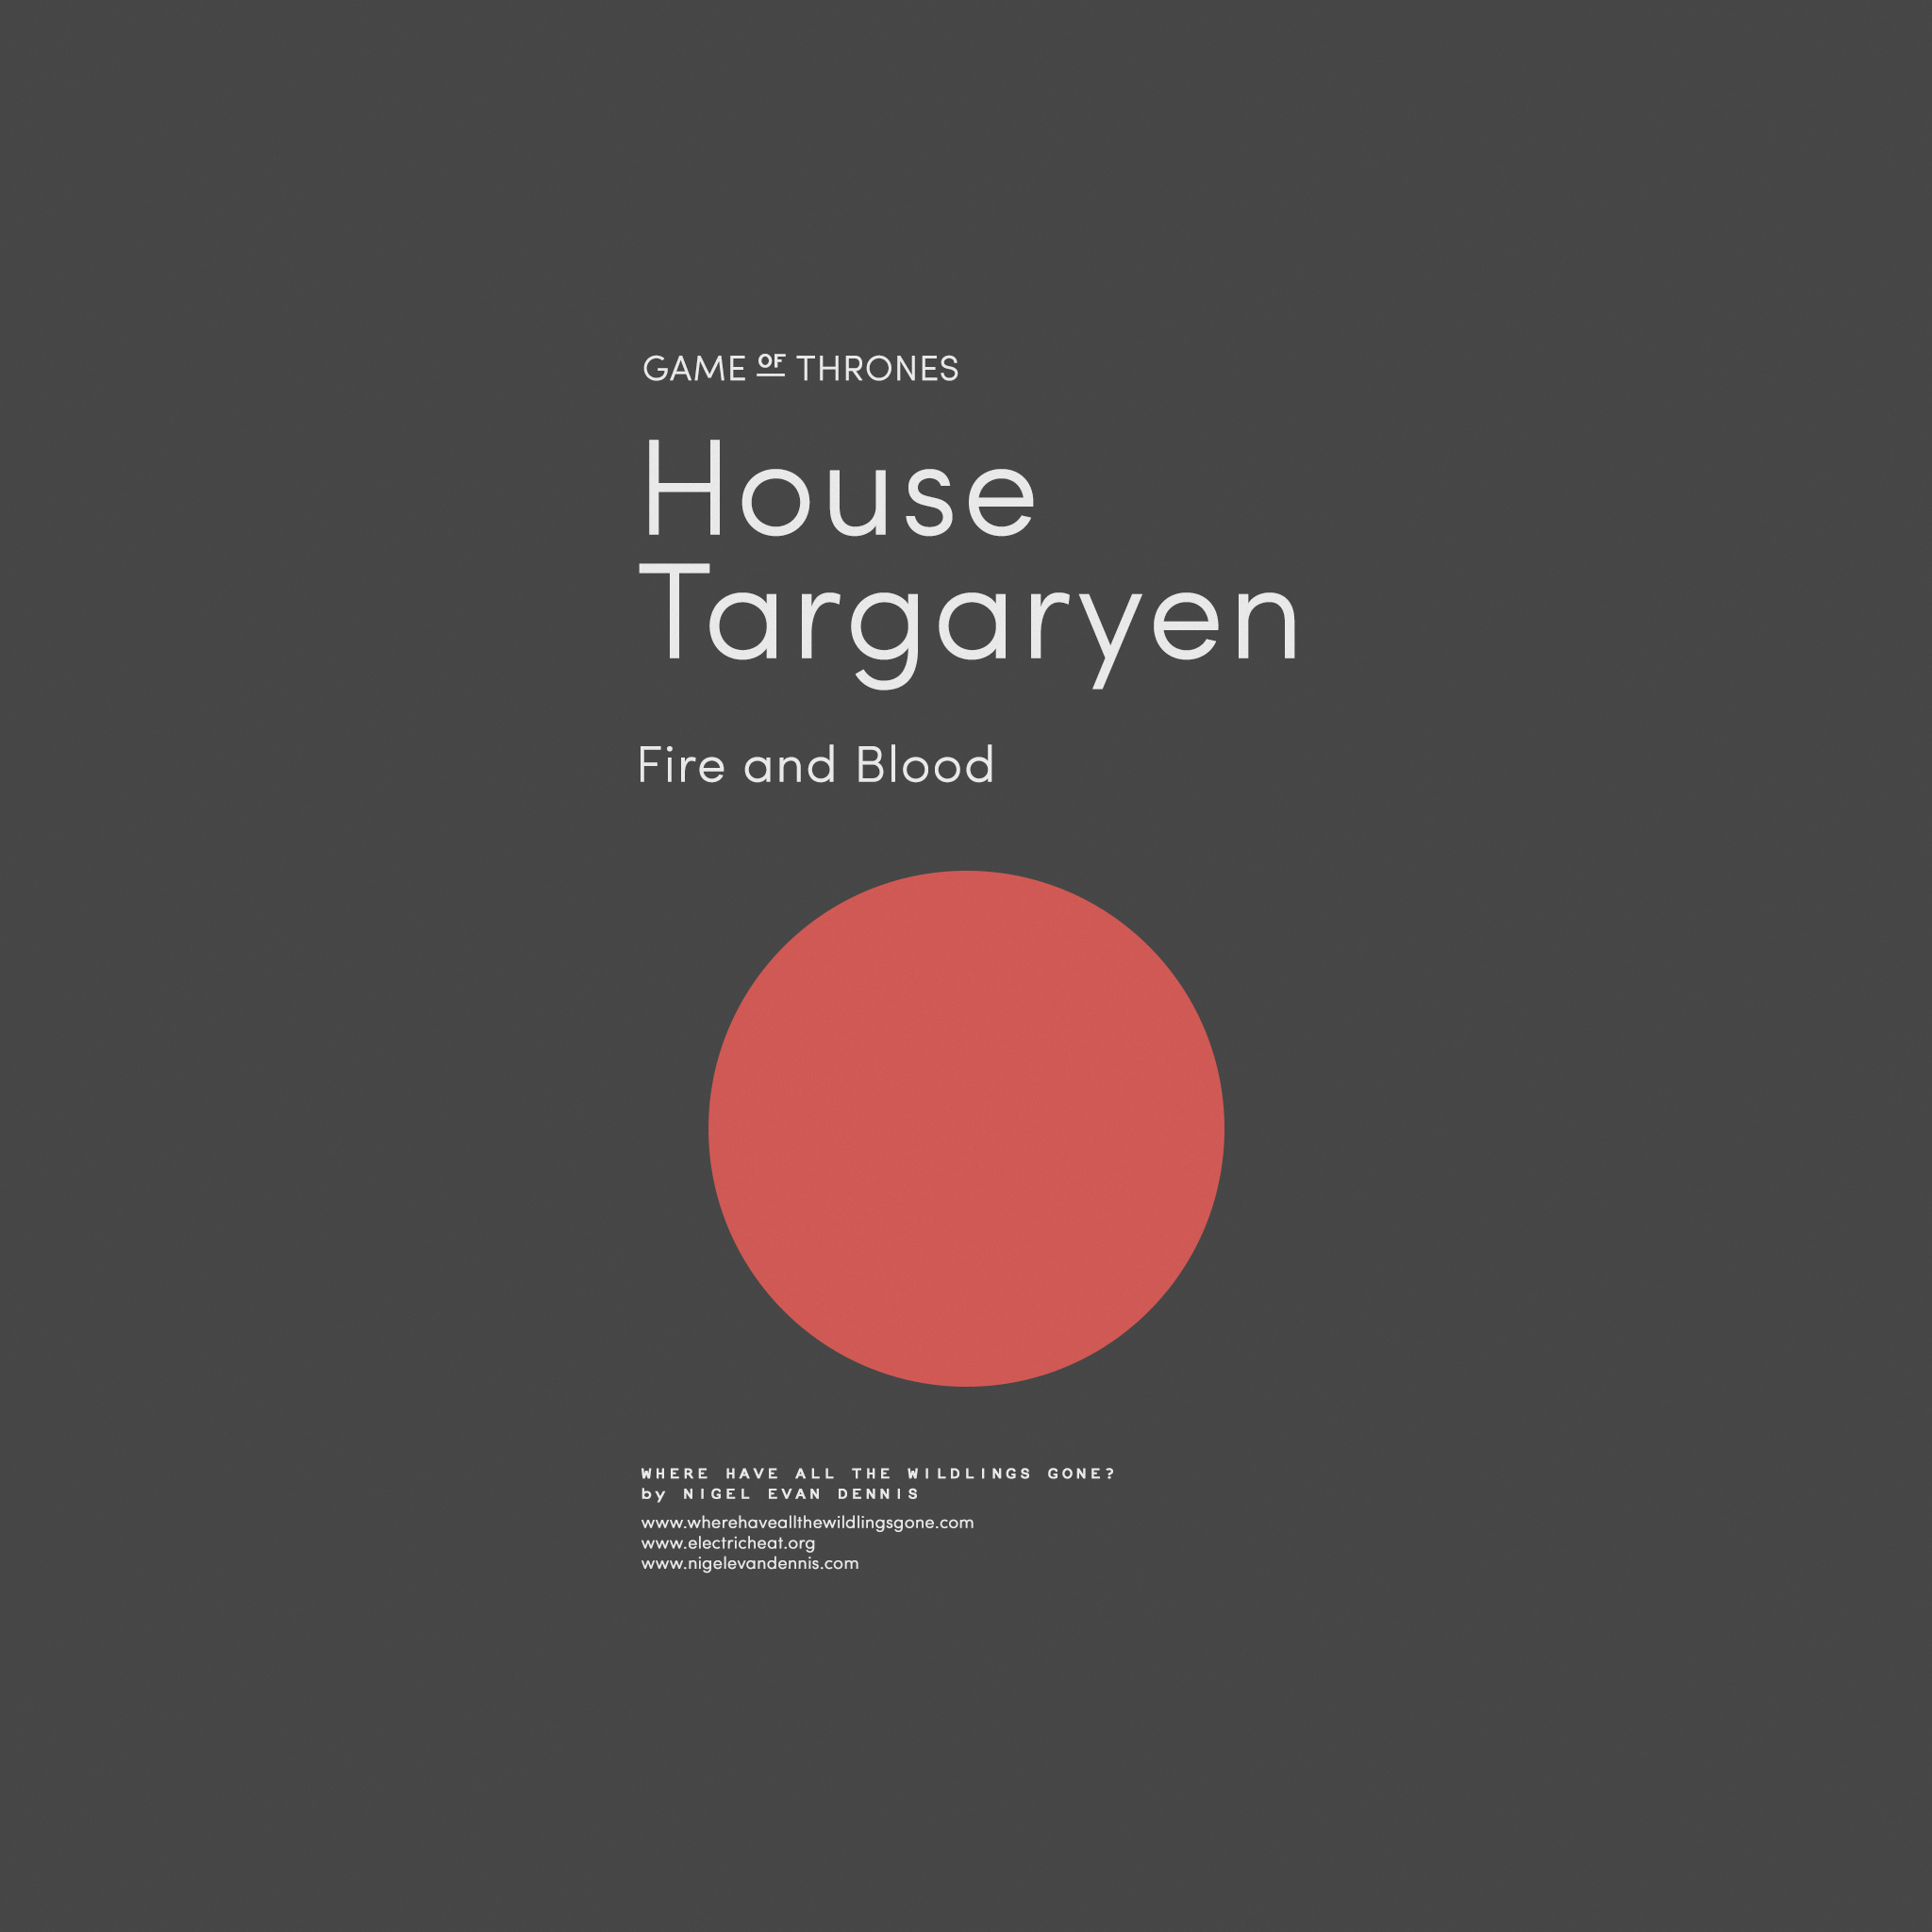 GAME OF THRONES
House
Targaryen
Fire and Blood
WHERE HAVE ALL THE WILDLINGS GONE?
by NIGEL EVAN DENNIS
www.wherehaveallthewildlingsgone.com
www.electricheat.org
www.nigelevandennis.com